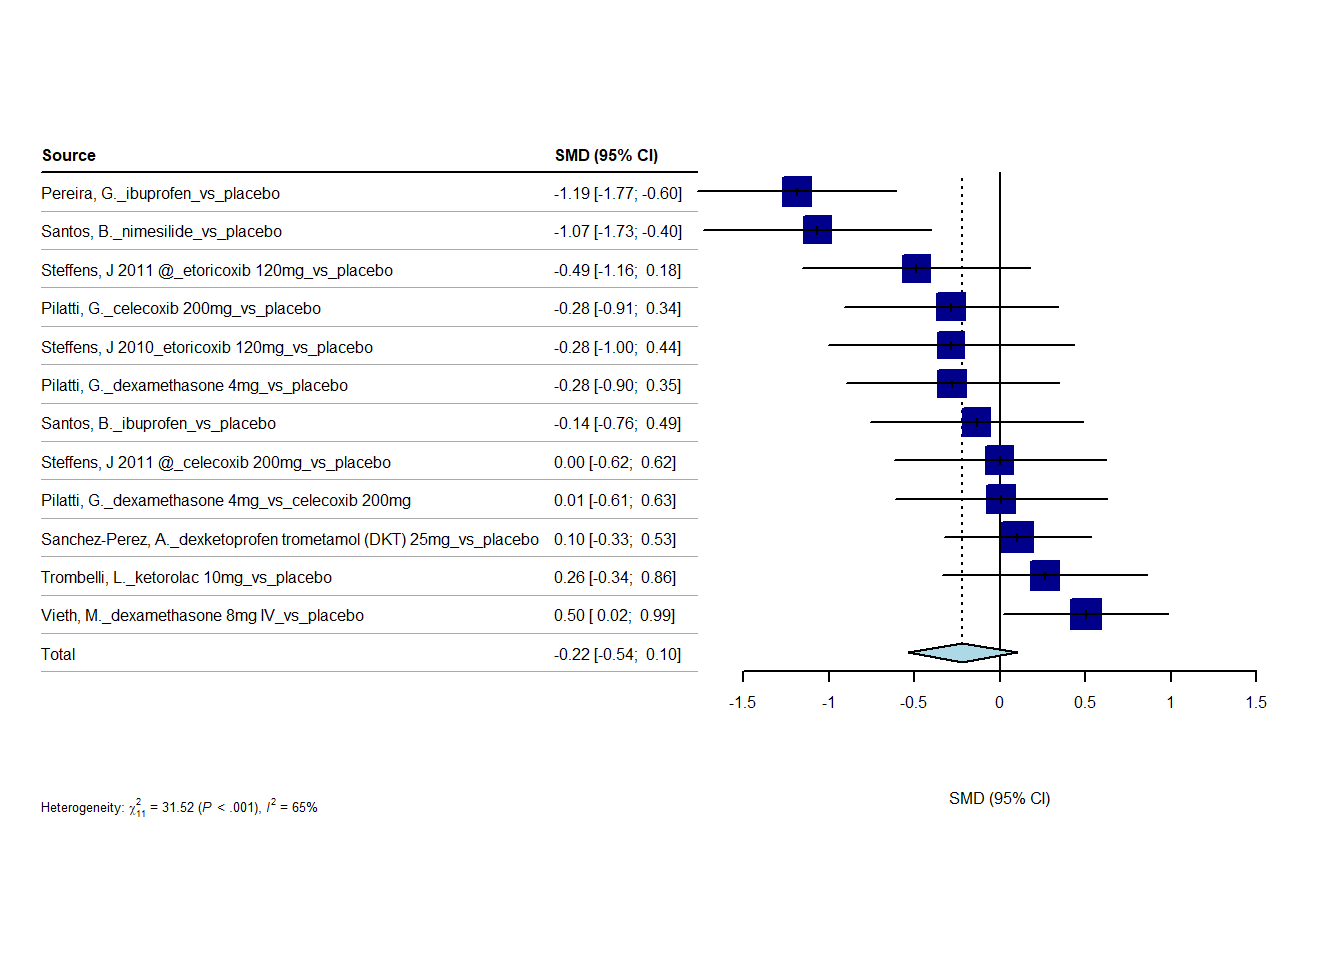 Source SMD (95% CI)
Pereira, G._ibuprofen_vs_placebo -1.19 [-1.77; -0.60]
Santos, B._nimesilide_vs_placebo -1.07 [-1.73; -0.40]
Steffens, J 2011 @_etoricoxib 120mg_vs_placebo -0.49 [-1.16; 0.18]
Pilatti, G._celecoxib 200mg_vs_placebo -0.28 [-0.91; 0.34]
Steffens, J 2010_etoricoxib 120mg_vs_placebo -0.28 [-1.00; 0.44]
Pilatti, G._dexamethasone 4mg_vs_placebo -0.28 [-0.90; 0.35]
Santos, B._ibuprofen_vs_placebo -0.14 [-0.76; 0.49]
Steffens, J 2011 @_celecoxib 200mg_vs_placebo 0.00 [-0.62; 0.62]
Pilatti, G._dexamethasone 4mg_vs_celecoxib 200mg 0.01 [-0.61; 0.63]
Sanchez-Perez, A._dexketoprofen trometamol (DKT) 25mg_vs_placebo 0.10 [-0.33; 0.53]
Trombelli, L._ketorolac 10mg_vs_placebo 0.26 [-0.34; 0.86]
Vieth, M._dexamethasone 8mg IV_vs_placebo 0.50 [ 0.02; 0.99]
Total -0.22 [-0.54; 0.10]
-1.5 -1 -0.5 0 0.5 1 1.5
SMD (95% CI)
Heterogeneity: χ²₁₁ = 31.52 (P < .001), I² = 65%